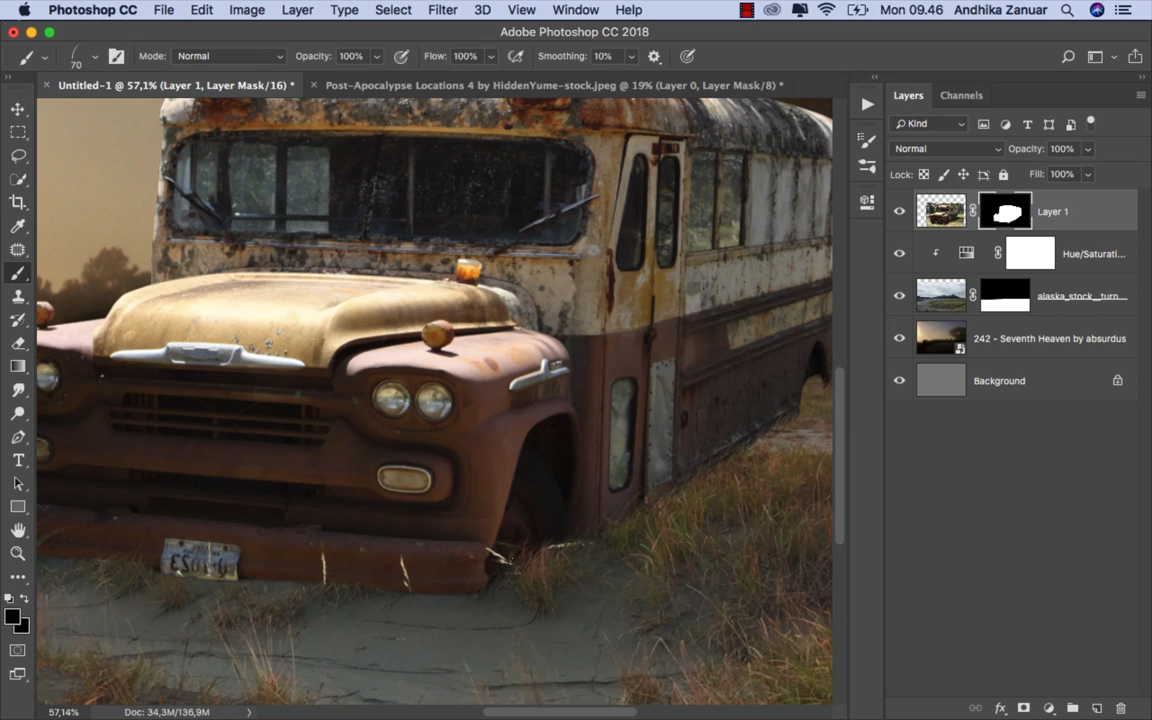 Photoshop CC File Edit Image Layer Type Select Filter 3D View Window Help Mon 09.46 Andhika Zanuar
Adobe Photoshop CC 2018
70 Mode: Normal Opacity: 100% Flow: 100% Smoothing: 10%
Untitled-1 @ 57,1% (Layer 1, Layer Mask/16) * Post-Apocalypse Locations 4 by HiddenYume-stock.jpeg @ 19% (Layer 0, Layer Mask/8) *
Layers Channels
Kind
Normal Opacity: 100%
Lock: Fill: 100%
Layer 1
Hue/Saturati...
alaska_stock__turn...
242 - Seventh Heaven by absurdus
Background
57,14% Doc: 34,3M/136,9M